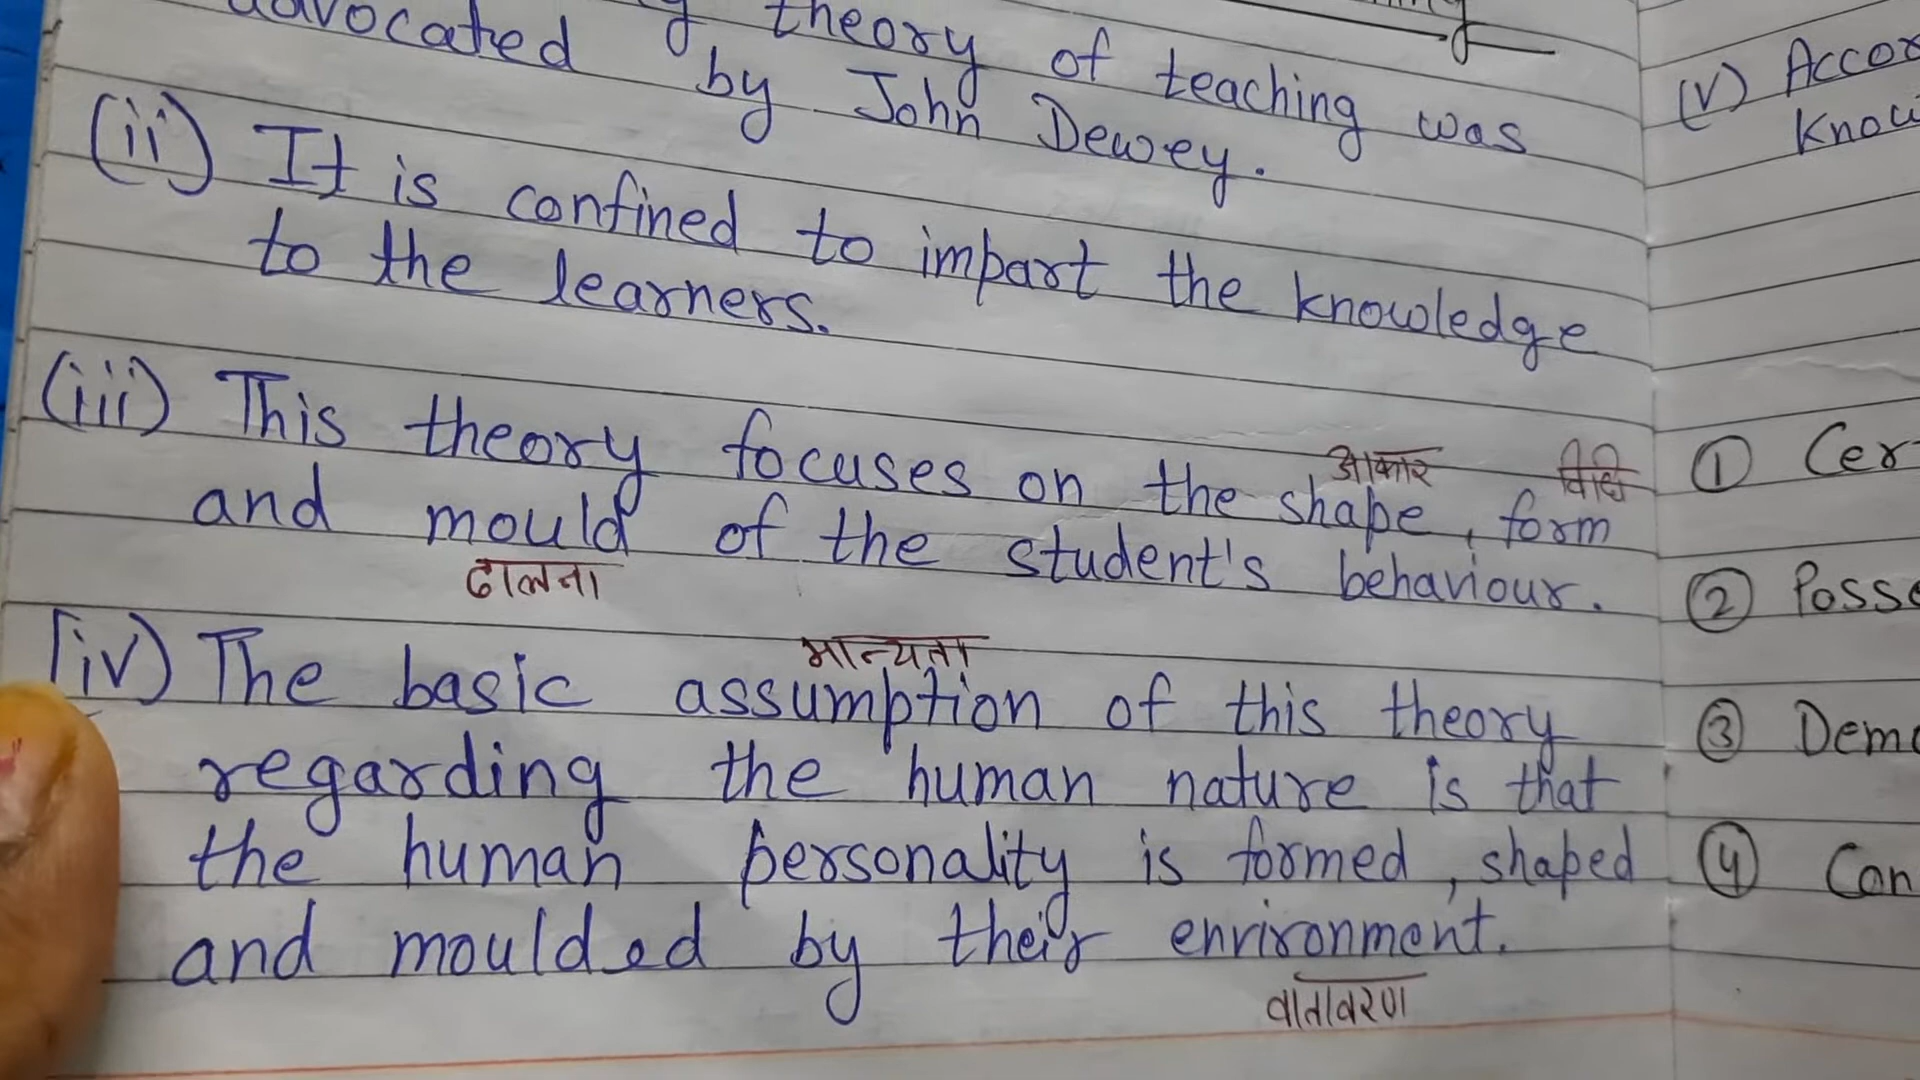 theory of teaching was
advocated by John Dewey.
(ii) It is confined to impart the knowledge
to the learners.
आकार विधि
(iii) This theory focuses on the shape, form
and mould of the student's behaviour.
ढालना
मान्यता
(iv) The basic assumption of this theory
regarding the human nature is that
the human personality is formed, shaped
and moulded by their environment.
वातावरण
(v) Accor
Know
① Cer
② Posse
③ Demo
④ Con